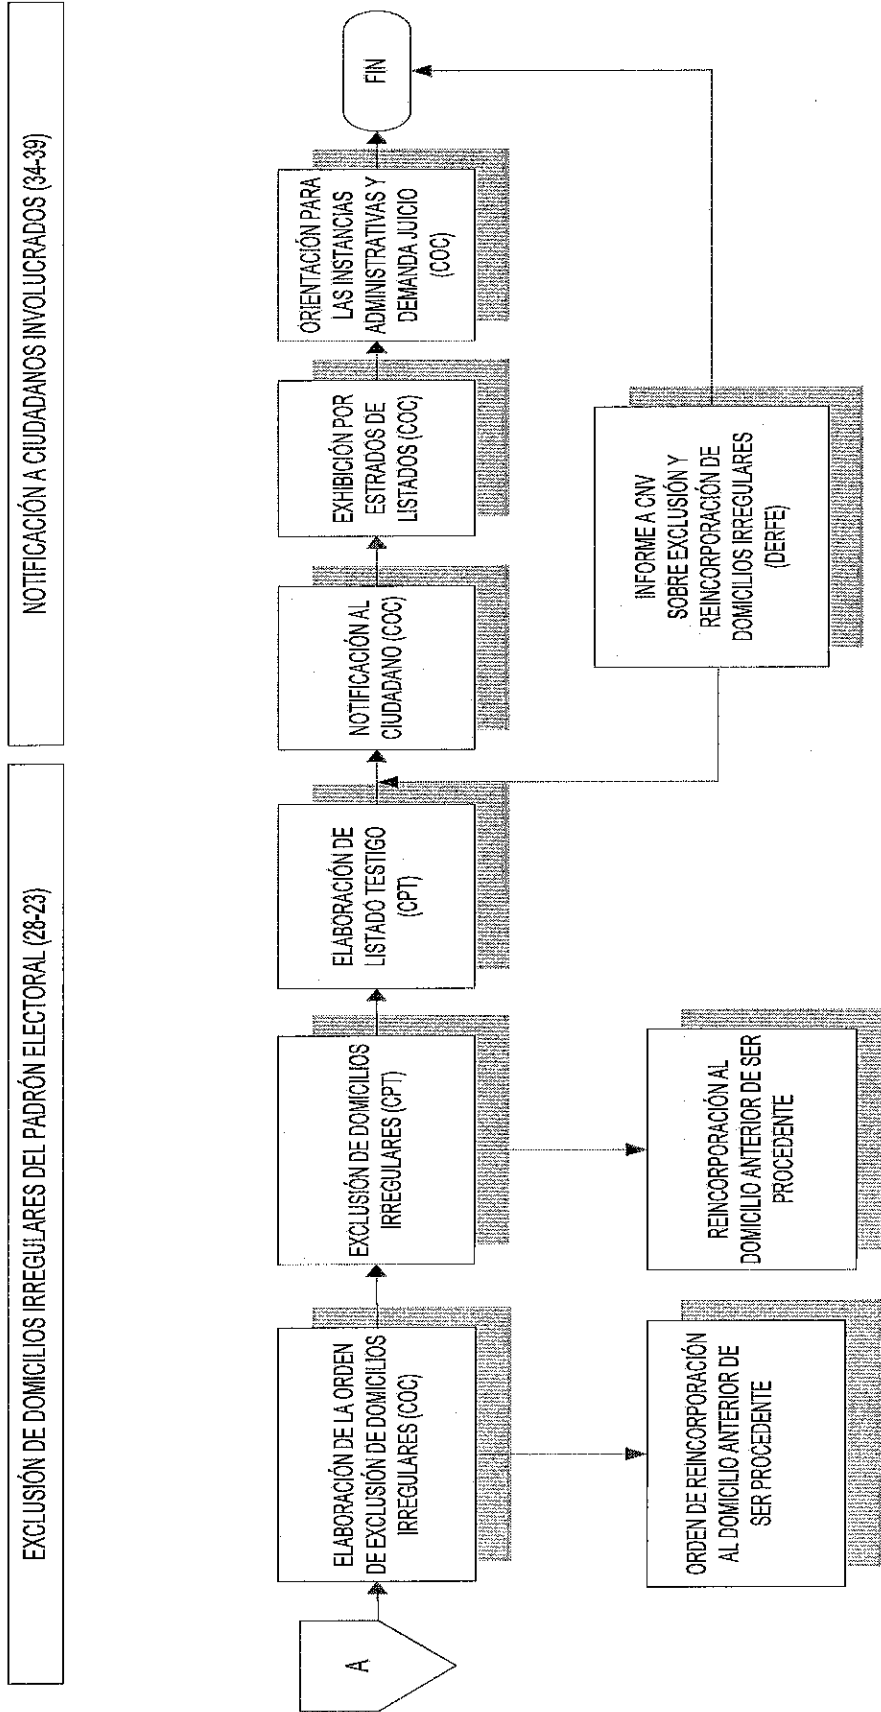 EXCLUSIÓN DE DOMICILIOS IRREGULARES DEL PADRÓN ELECTORAL (28-23)
NOTIFICACIÓN A CIUDADANOS INVOLUCRADOS (34-39)
A
ELABORACIÓN DE LA ORDEN
DE EXCLUSIÓN DE DOMICILIOS
IRREGULARES (COC)
EXCLUSIÓN DE DOMICILIOS
IRREGULARES (CPT)
ELABORACIÓN DE
LISTADO TESTIGO
(CPT)
NOTIFICACIÓN AL
CIUDADANO (COC)
EXHIBICIÓN POR
ESTRADOS DE
LISTADOS (COC)
ORIENTACIÓN PARA
LAS INSTANCIAS
ADMINISTRATIVAS Y
DEMANDA JUICIO
(COC)
FIN
ORDEN DE REINCORPORACIÓN
AL DOMICILIO ANTERIOR DE
SER PROCEDENTE
REINCORPORACIÓN AL
DOMICILIO ANTERIOR DE SER
PROCEDENTE
INFORME A CNV
SOBRE EXCLUSIÓN Y
REINCORPORACIÓN DE
DOMICILIOS IRREGULARES
(DERFE)